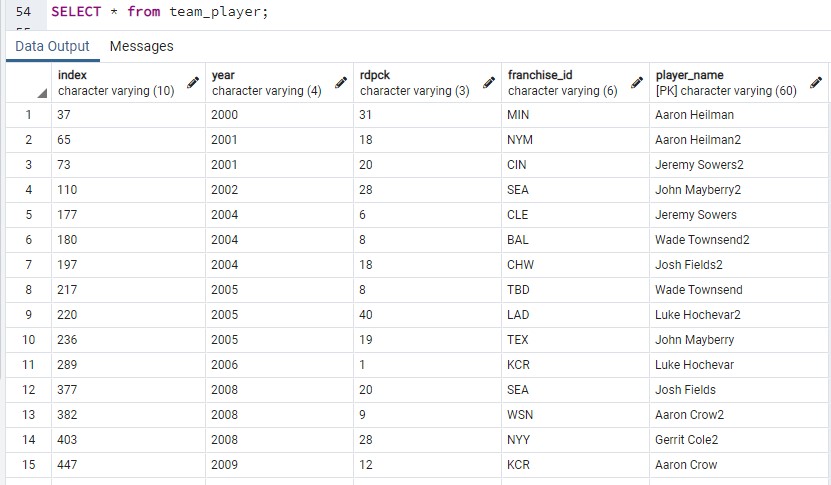 54 SELECT * from team_player;
Data Output Messages
index year rdpck franchise_id player_name
character varying (10) character varying (4) character varying (3) character varying (6) [PK] character varying (60)
1 37 2000 31 MIN Aaron Heilman
2 65 2001 18 NYM Aaron Heilman2
3 73 2001 20 CIN Jeremy Sowers2
4 110 2002 28 SEA John Mayberry2
5 177 2004 6 CLE Jeremy Sowers
6 180 2004 8 BAL Wade Townsend2
7 197 2004 18 CHW Josh Fields2
8 217 2005 8 TBD Wade Townsend
9 220 2005 40 LAD Luke Hochevar2
10 236 2005 19 TEX John Mayberry
11 289 2006 1 KCR Luke Hochevar
12 377 2008 20 SEA Josh Fields
13 382 2008 9 WSN Aaron Crow2
14 403 2008 28 NYY Gerrit Cole2
15 447 2009 12 KCR Aaron Crow